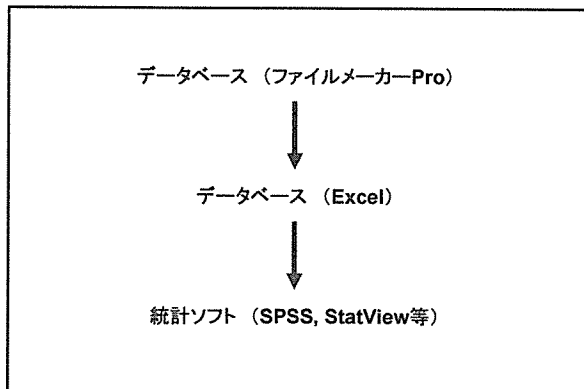 データベース （ファイルメーカーPro）
データベース （Excel）
統計ソフト （SPSS, StatView等）